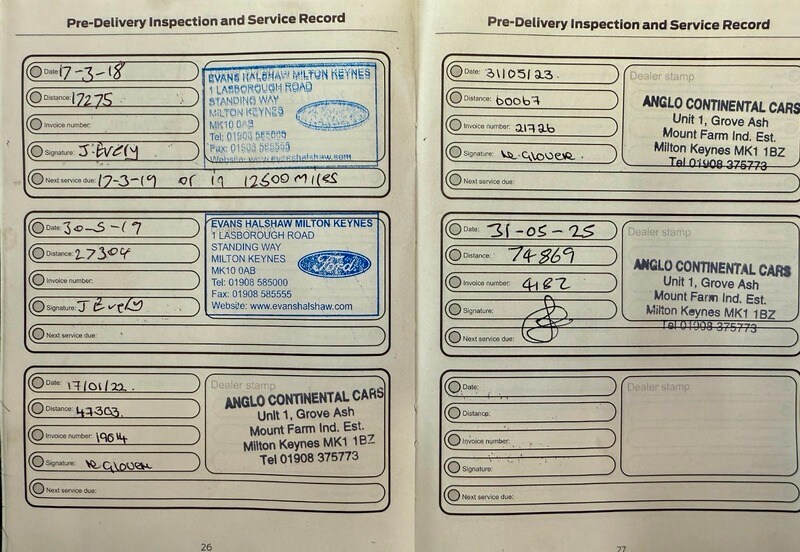 Pre-Delivery Inspection and Service Record
Date: 17-3-18
Distance: 17275
Invoice number:
Signature: J. Evely
Next service due: 17-3-19 or in 12500 miles
EVANS HALSHAW MILTON KEYNES
1 LASBOROUGH ROAD
STANDING WAY
MILTON KEYNES
MK10 0AB
Tel: 01908 585000
Fax: 01908 585555
Website: www.evanshalshaw.com
Date: 30-5-19
Distance: 27304
Invoice number:
Signature: J Evely
Next service due:
EVANS HALSHAW MILTON KEYNES
1 LASBOROUGH ROAD
STANDING WAY
MILTON KEYNES
MK10 0AB
Tel: 01908 585000
Fax: 01908 585555
Website: www.evanshalshaw.com
Ford
Date: 17/01/22.
Distance: 47303.
Invoice number: 19614
Signature: R Glover
Next service due:
Dealer stamp
ANGLO CONTINENTAL CARS
Unit 1, Grove Ash
Mount Farm Ind. Est.
Milton Keynes MK1 1BZ
Tel 01908 375773
26
Pre-Delivery Inspection and Service Record
Date: 31/05/23.
Distance: 60067
Invoice number: 21726
Signature: R. Glover.
Next service due:
Dealer stamp
ANGLO CONTINENTAL CARS
Unit 1, Grove Ash
Mount Farm Ind. Est.
Milton Keynes MK1 1BZ
Tel 01908 375773
Date: 31-05-25
Distance: 74869
Invoice number: 4182
Signature:
Next service due:
Dealer stamp
ANGLO CONTINENTAL CARS
Unit 1, Grove Ash
Mount Farm Ind. Est.
Milton Keynes MK1 1BZ
Tel 01908 375773
Date:
Distance:
Invoice number:
Signature:
Next service due:
Dealer stamp
27